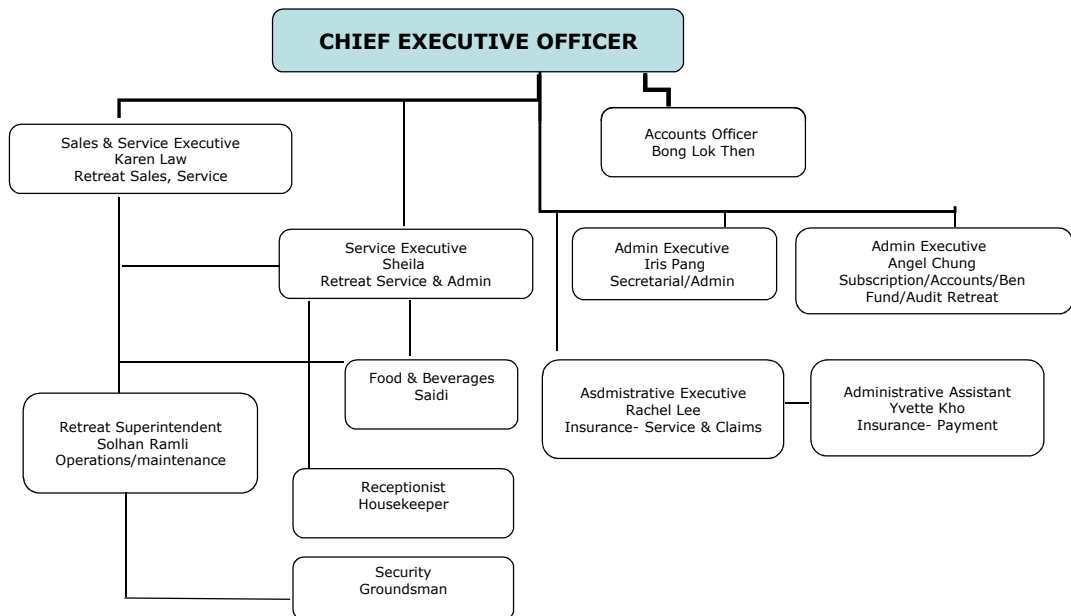 CHIEF EXECUTIVE OFFICER
Accounts Officer
Bong Lok Then
Sales & Service Executive
Karen Law
Retreat Sales, Service
Service Executive
Sheila
Retreat Service & Admin
Admin Executive
Iris Pang
Secretarial/Admin
Admin Executive
Angel Chung
Subscription/Accounts/Ben
Fund/Audit Retreat
Food & Beverages
Saidi
Asdmistrative Executive
Rachel Lee
Insurance- Service & Claims
Administrative Assistant
Yvette Kho
Insurance- Payment
Retreat Superintendent
Solhan Ramli
Operations/maintenance
Receptionist
Housekeeper
Security
Groundsman